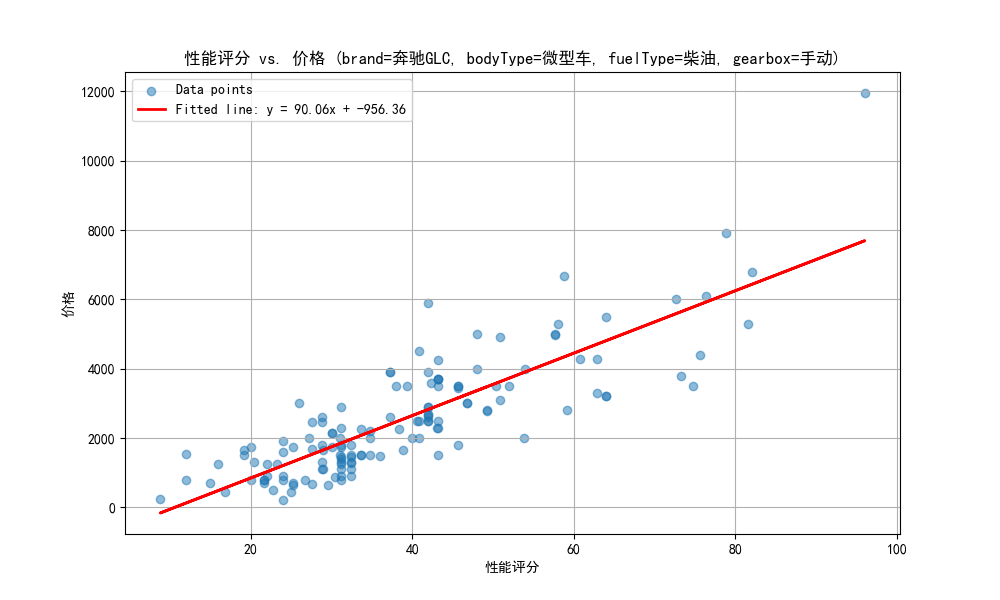 性能评分 vs. 价格 (brand=奔驰GLC, bodyType=微型车, fuelType=柴油, gearbox=手动)
Data points
Fitted line: y = 90.06x + -956.36
12000
10000
8000
6000
4000
2000
0
价格
20
40
60
80
100
性能评分